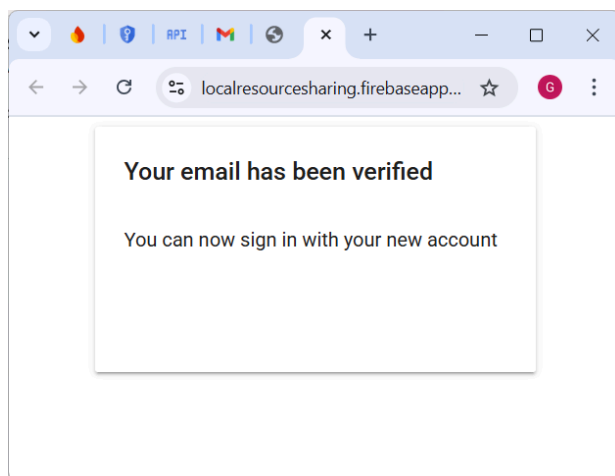 API
localresourcesharing.firebaseapp...
G
Your email has been verified
You can now sign in with your new account